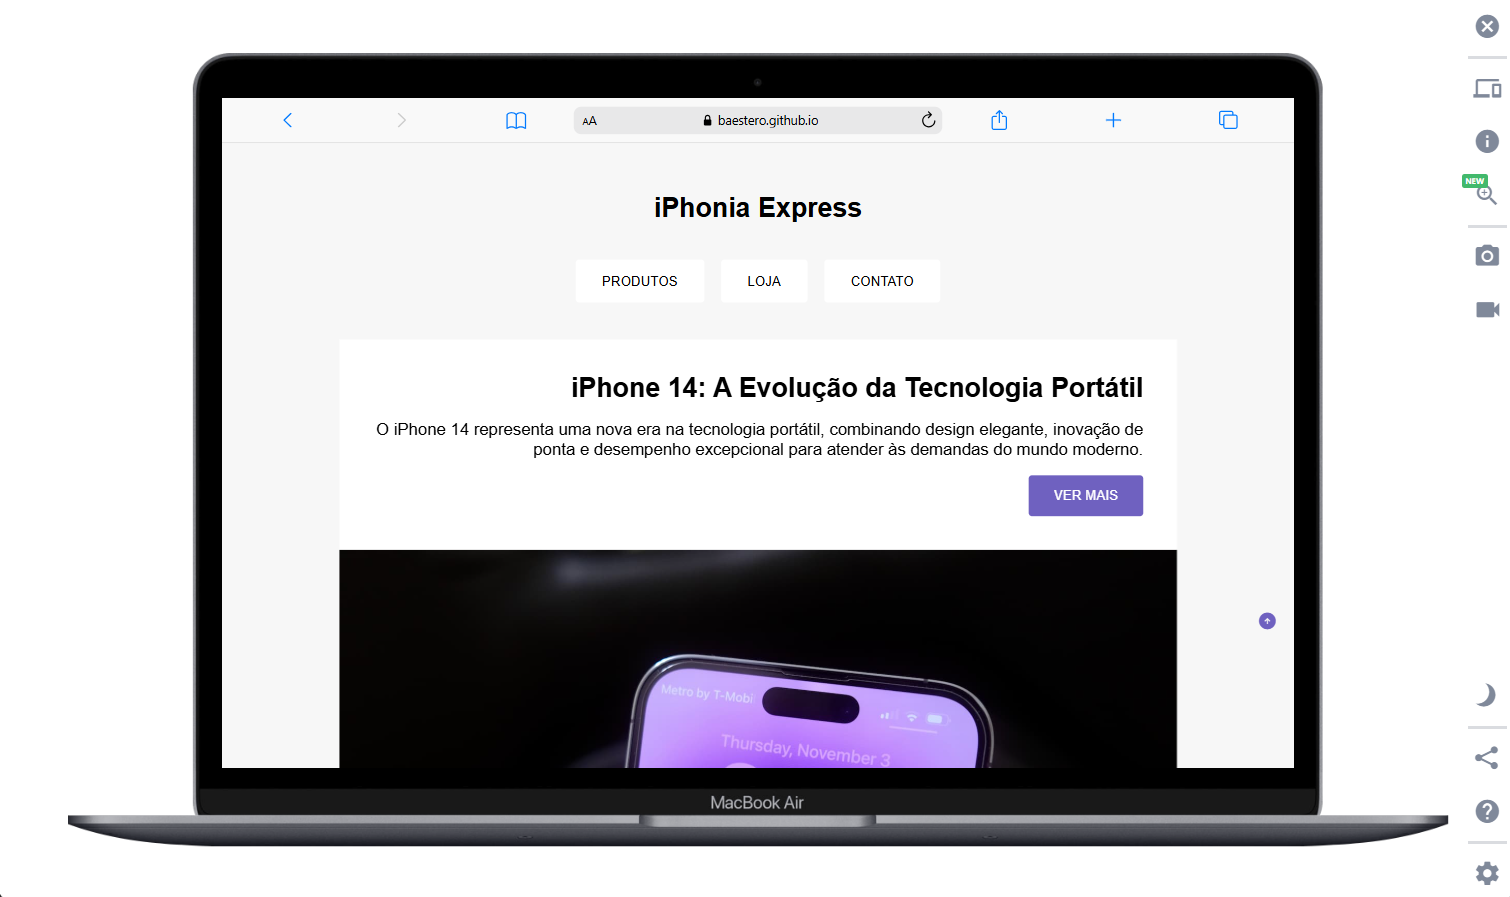 NEW
AA
baestero.github.io
iPhonia Express
PRODUTOS
LOJA
CONTATO
iPhone 14: A Evolução da Tecnologia Portátil
O iPhone 14 representa uma nova era na tecnologia portátil, combinando design elegante, inovação de
ponta e desempenho excepcional para atender às demandas do mundo moderno.
VER MAIS
Metro by T-Mobi
Thursday, November 3
MacBook Air